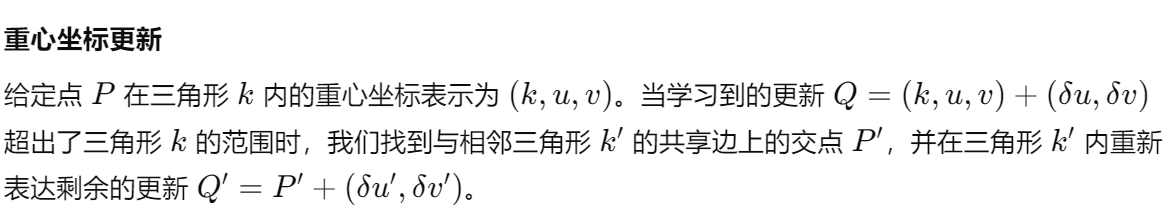 重心坐标更新
给定点 P 在三角形 k 内的重心坐标表示为 (k, u, v)。当学习到的更新 Q = (k, u, v) + (δu, δv)
超出了三角形 k 的范围时，我们找到与相邻三角形 k′ 的共享边上的交点 P′，并在三角形 k′ 内重新
表达剩余的更新 Q′ = P′ + (δu′, δv′)。